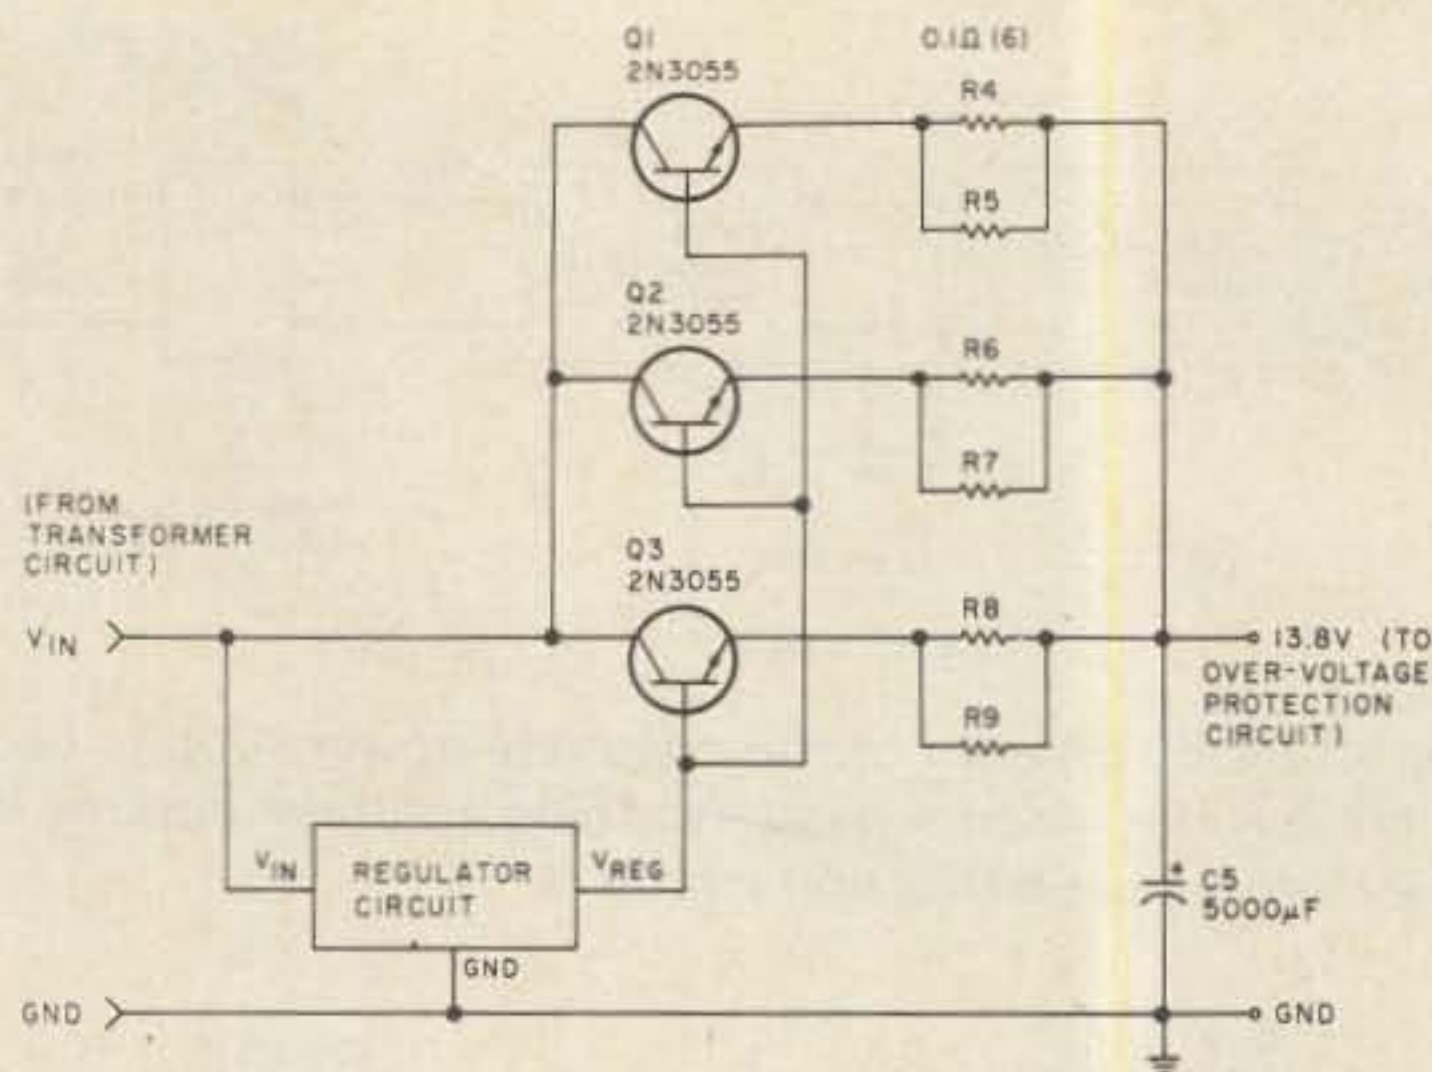 Q1
2N3055
0.1Ω (6)
R4
R5
Q2
2N3055
R6
R7
(FROM
TRANSFORMER
CIRCUIT)
Q3
2N3055
R8
VIN
13.8V (TO
OVER-VOLTAGE
PROTECTION
CIRCUIT)
R9
VIN
REGULATOR
CIRCUIT
VREG
+
C5
5000µF
GND
GND
GND